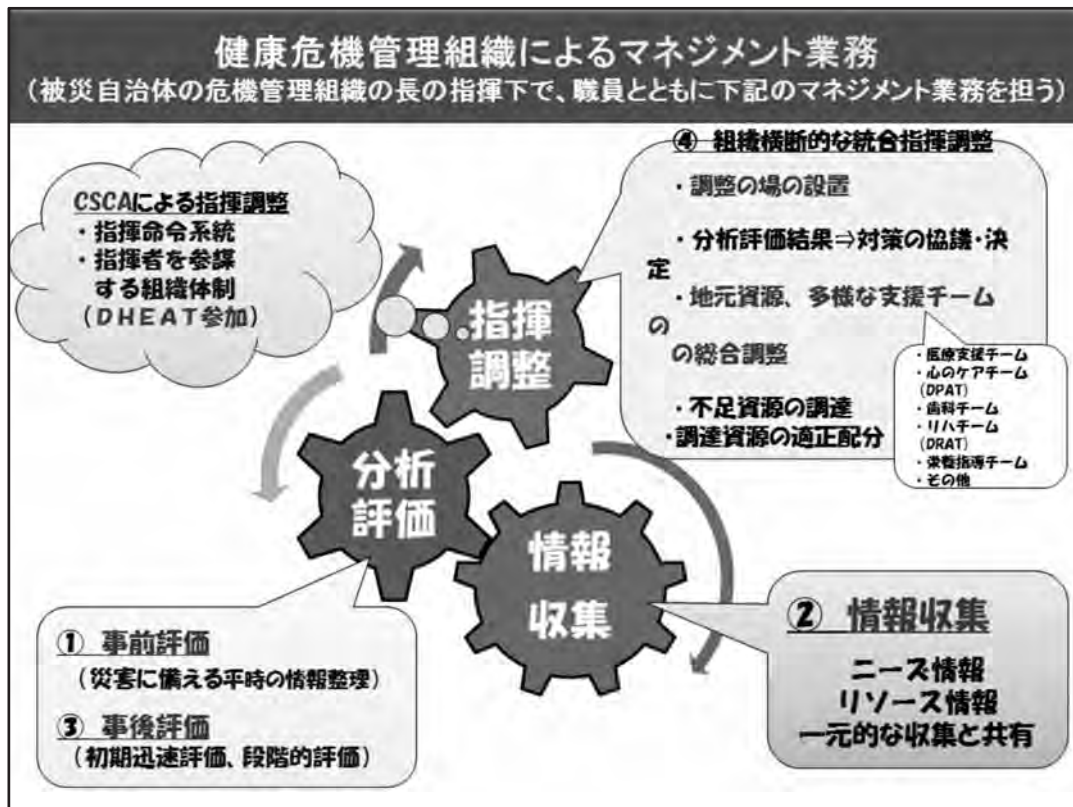 健康危機管理組織によるマネジメント業務
（被災自治体の危機管理組織の長の指揮下で、職員とともに下記のマネジメント業務を担う）
CSCAによる指揮調整
・指揮命令系統
・指揮者を参謀
する組織体制
（ＤＨＥＡＴ参加）
指揮
調整
④ 組織横断的な統合指揮調整
・調整の場の設置
・分析評価結果⇒対策の協議・決
定
・地元資源、多様な支援チーム
の
の総合調整
・不足資源の調達
・調達資源の適正配分
・医療支援チーム
・心のケアチーム
(DPAT)
・歯科チーム
・リハチーム
(DRAT)
・栄養指導チーム
・その他
分析
評価
情報
収集
① 事前評価
（災害に備える平時の情報整理）
③ 事後評価
（初期迅速評価、段階的評価）
② 情報収集
ニーズ情報
リソース情報
一元的な収集と共有